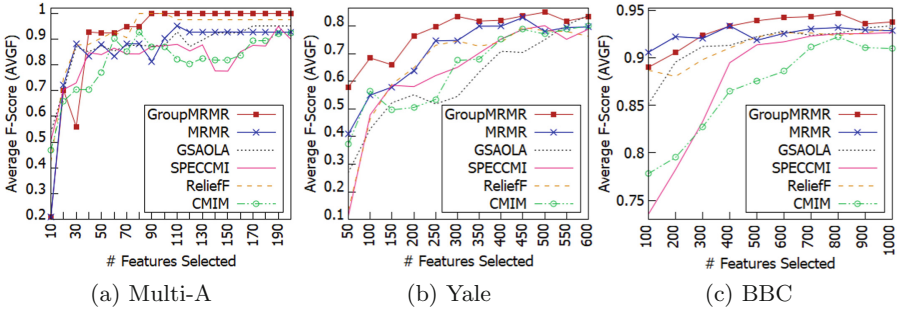 Average F-Score (AVGF)
1
0.9
0.8
0.7
0.6
0.5
0.4
0.3
0.2
GroupMRMR
MRMR
GSAOLA
SPECCMI
ReliefF
CMIM
10 30 50 70 90 110 130 150 170 190
# Features Selected
(a) Multi-A
Average F-Score (AVGF)
0.8
0.7
0.6
0.5
0.4
0.3
0.2
GroupMRMR
MRMR
GSAOLA
SPECCMI
ReliefF
CMIM
50 100 150 200 250 300 350 400 450 500 550 600
# Features Selected
(b) Yale
Average F-Score (AVGF)
0.95
0.9
0.85
0.8
0.75
GroupMRMR
MRMR
GSAOLA
SPECCMI
ReliefF
CMIM
100 200 300 400 500 600 700 800 900 1000
# Features Selected
(c) BBC